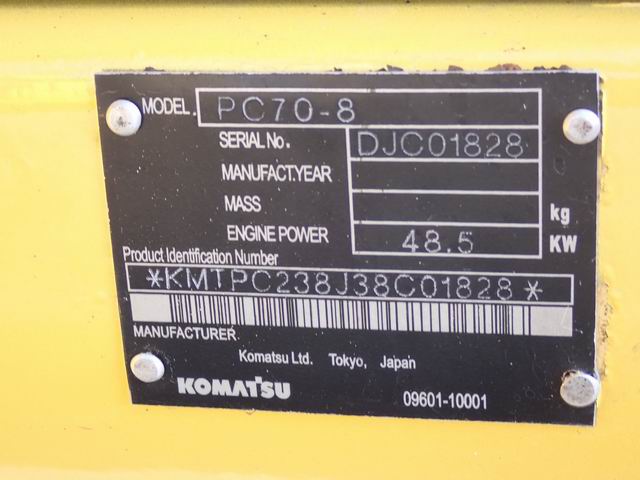 MODEL. PC70-8
SERIAL No. DJC01828
MANUFACT.YEAR
MASS kg
ENGINE POWER 48.5 KW
Product Identification Number
*KMTPC238J38C01828*
MANUFACTURER
Komatsu Ltd. Tokyo, Japan
KOMATSU
09601-10001